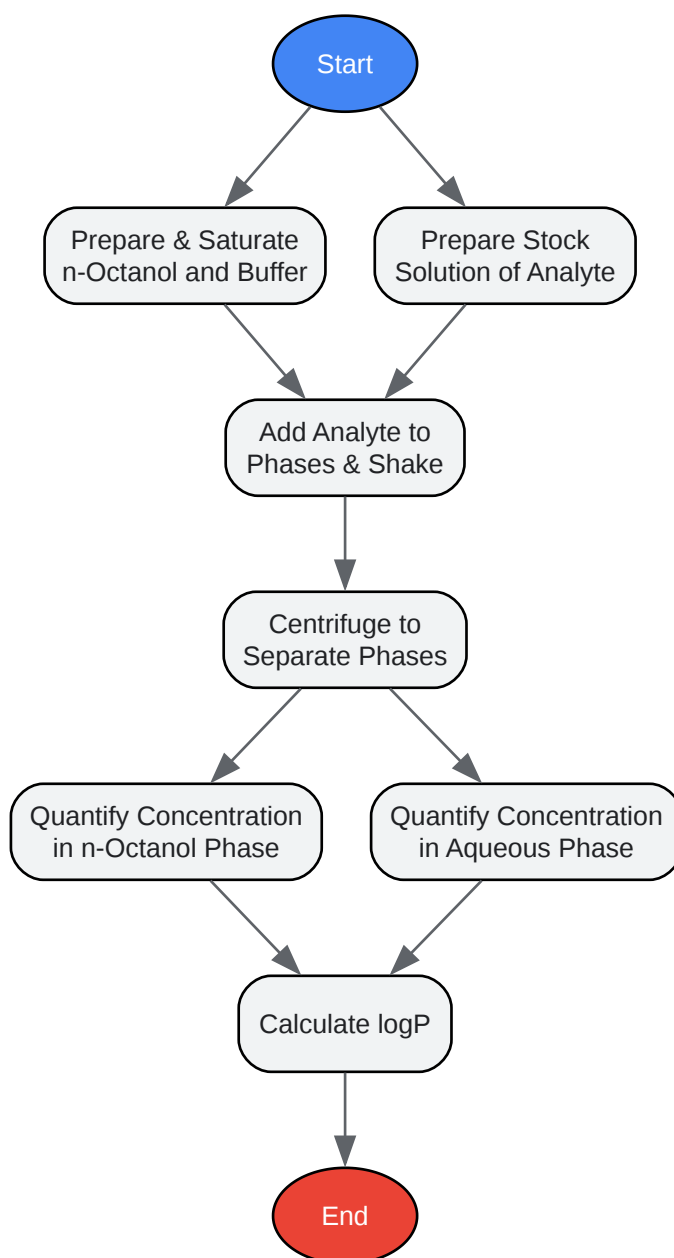 Start
Prepare & Saturate
n-Octanol and Buffer
Prepare Stock
Solution of Analyte
Add Analyte to
Phases & Shake
Centrifuge to
Separate Phases
Quantify Concentration
in n-Octanol Phase
Quantify Concentration
in Aqueous Phase
Calculate logP
End